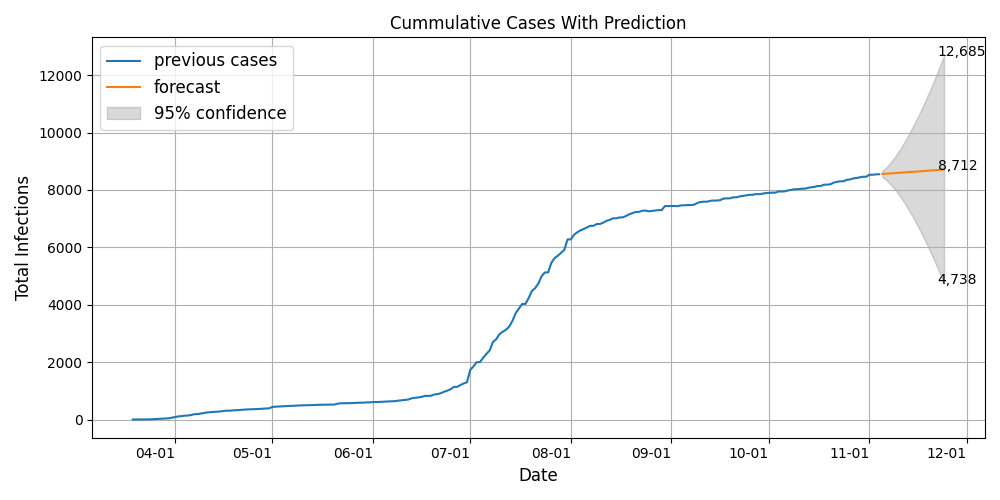 Cummulative Cases With Prediction
previous cases
forecast
95% confidence
12,685
8,712
4,738
12000
10000
8000
6000
4000
2000
0
Total Infections
04-01 05-01 06-01 07-01 08-01 09-01 10-01 11-01 12-01
Date